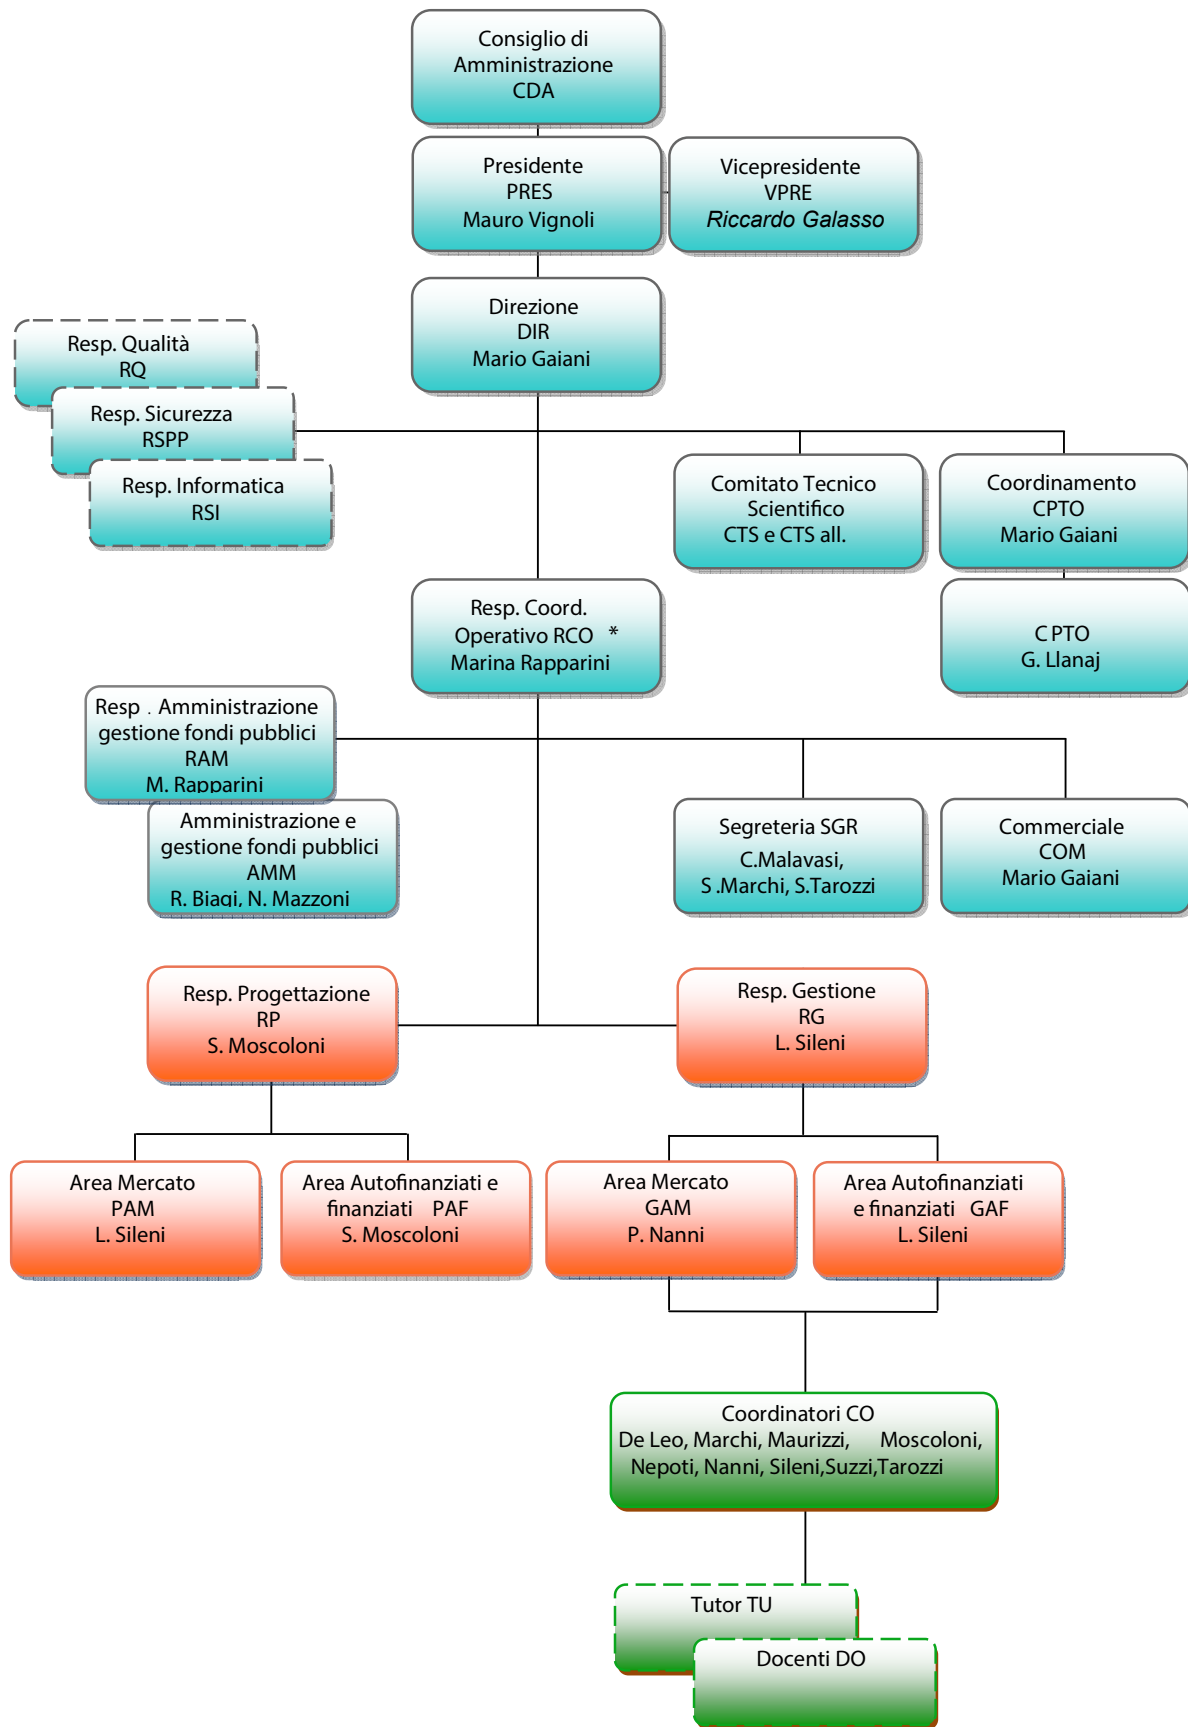 Consiglio di
Amministrazione
CDA
Presidente
PRES
Mauro Vignoli
Vicepresidente
VPRE
Riccardo Galasso
Direzione
DIR
Mario Gaiani
Resp. Qualità
RQ
Resp. Sicurezza
RSPP
Resp. Informatica
RSI
Comitato Tecnico
Scientifico
CTS e CTS all.
Coordinamento
CPTO
Mario Gaiani
CPTO
G. Llanaj
Resp. Coord.
Operativo RCO *
Marina Rapparini
Resp . Amministrazione
gestione fondi pubblici
RAM
M. Rapparini
Amministrazione e
gestione fondi pubblici
AMM
R. Biagi, N. Mazzoni
Segreteria SGR
C.Malavasi,
S .Marchi, S.Tarozzi
Commerciale
COM
Mario Gaiani
Resp. Progettazione
RP
S. Moscoloni
Resp. Gestione
RG
L. Sileni
Area Mercato
PAM
L. Sileni
Area Autofinanziati e
finanziati PAF
S. Moscoloni
Area Mercato
GAM
P. Nanni
Area Autofinanziati
e finanziati GAF
L. Sileni
Coordinatori CO
De Leo, Marchi, Maurizzi, Moscoloni,
Nepoti, Nanni, Sileni,Suzzi,Tarozzi
Tutor TU
Docenti DO